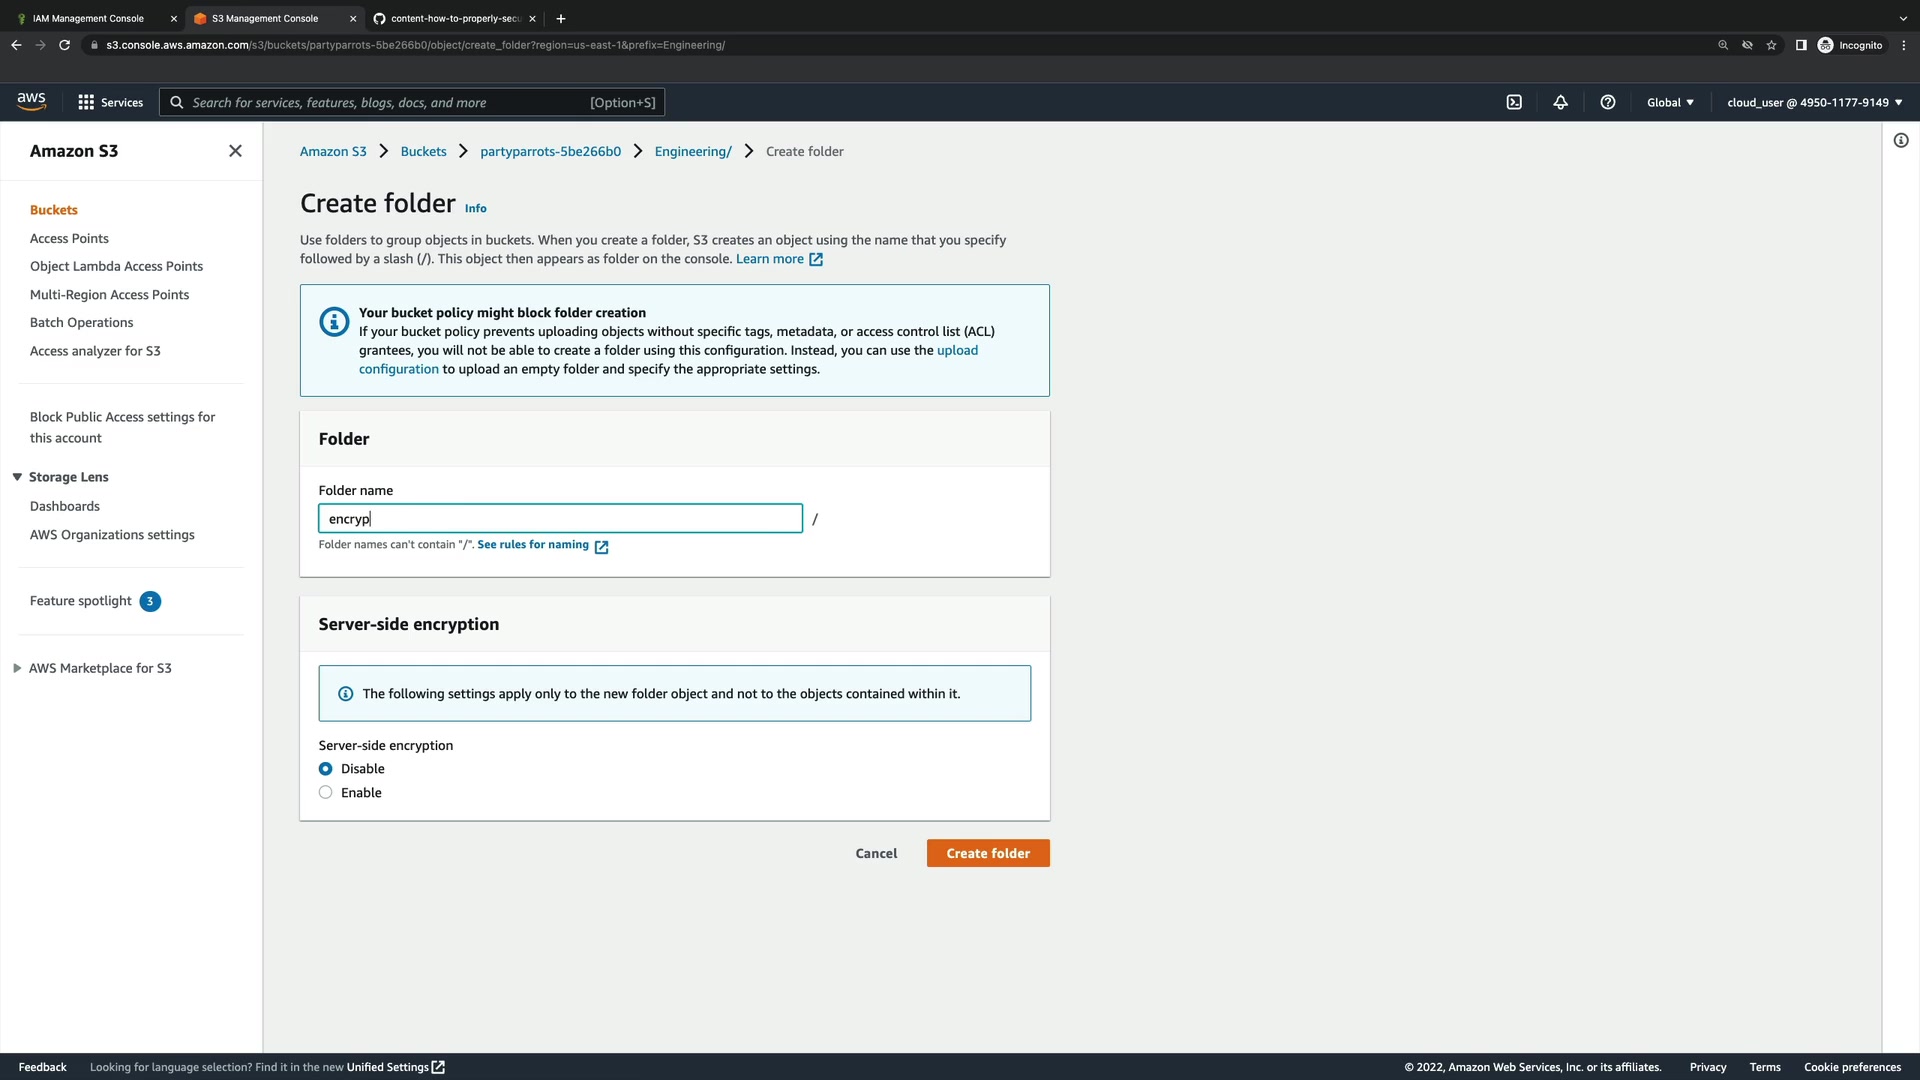 IAM Management Console
S3 Management Console
content-how-to-properly-secu
s3.console.aws.amazon.com/s3/buckets/partyparrots-5be266b0/object/create_folder?region=us-east-1&prefix=Engineering/
Incognito
aws
Services
Search for services, features, blogs, docs, and more
[Option+S]
Global
cloud_user @ 4950-1177-9149
Amazon S3
Buckets
Access Points
Object Lambda Access Points
Multi-Region Access Points
Batch Operations
Access analyzer for S3
Block Public Access settings for
this account
Storage Lens
Dashboards
AWS Organizations settings
Feature spotlight 3
AWS Marketplace for S3
Amazon S3 > Buckets > partyparrots-5be266b0 > Engineering/ > Create folder
Create folder Info
Use folders to group objects in buckets. When you create a folder, S3 creates an object using the name that you specify
followed by a slash (/). This object then appears as folder on the console. Learn more
Your bucket policy might block folder creation
If your bucket policy prevents uploading objects without specific tags, metadata, or access control list (ACL)
grantees, you will not be able to create a folder using this configuration. Instead, you can use the upload
configuration to upload an empty folder and specify the appropriate settings.
Folder
Folder name
encryp /
Folder names can't contain "/". See rules for naming
Server-side encryption
The following settings apply only to the new folder object and not to the objects contained within it.
Server-side encryption
Disable
Enable
Cancel
Create folder
Feedback
Looking for language selection? Find it in the new Unified Settings
© 2022, Amazon Web Services, Inc. or its affiliates.
Privacy
Terms
Cookie preferences